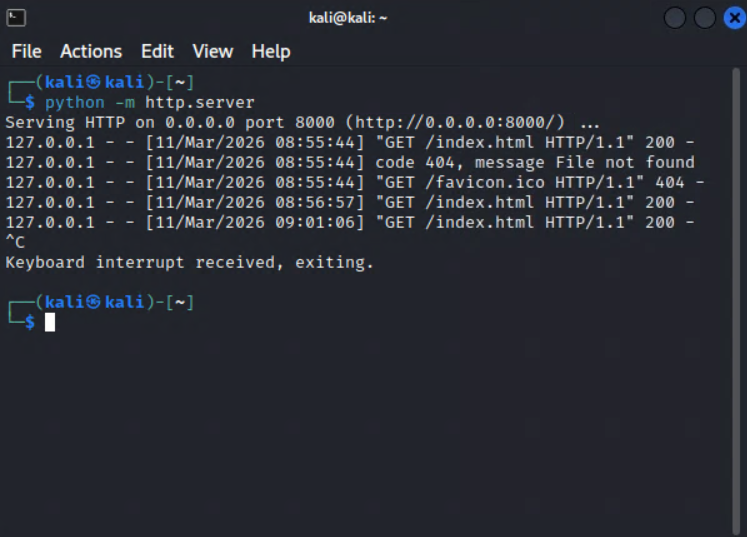 kali@kali: ~
File Actions Edit View Help
┌──(kali㉿kali)-[~]
└─$ python -m http.server
Serving HTTP on 0.0.0.0 port 8000 (http://0.0.0.0:8000/) ...
127.0.0.1 - - [11/Mar/2026 08:55:44] "GET /index.html HTTP/1.1" 200 -
127.0.0.1 - - [11/Mar/2026 08:55:44] code 404, message File not found
127.0.0.1 - - [11/Mar/2026 08:55:44] "GET /favicon.ico HTTP/1.1" 404 -
127.0.0.1 - - [11/Mar/2026 08:56:57] "GET /index.html HTTP/1.1" 200 -
127.0.0.1 - - [11/Mar/2026 09:01:06] "GET /index.html HTTP/1.1" 200 -
^C
Keyboard interrupt received, exiting.
┌──(kali㉿kali)-[~]
└─$